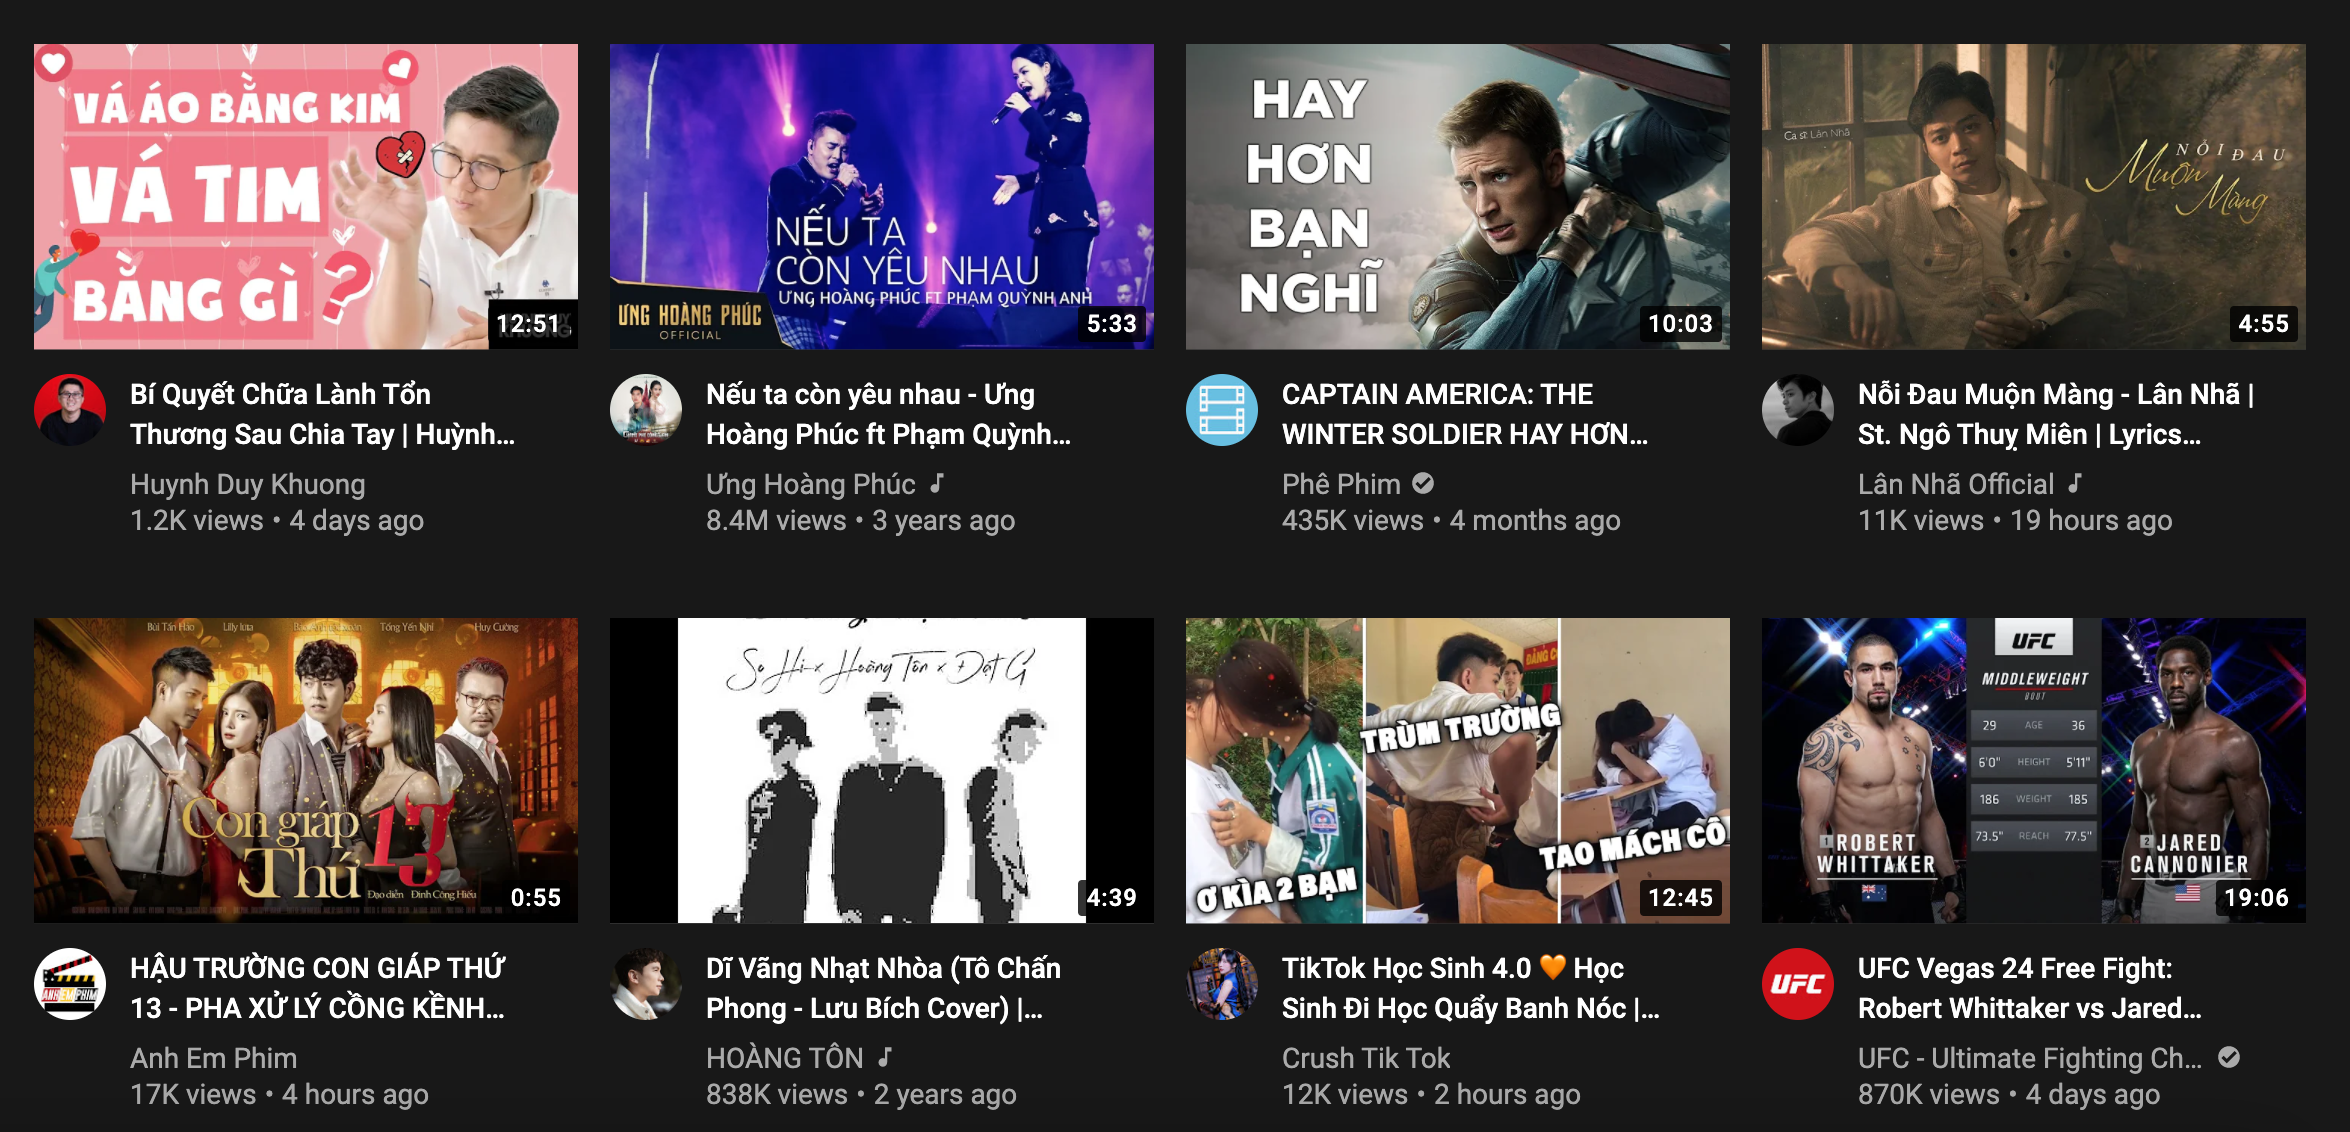 VÁ ÁO BẰNG KIM
VÁ TIM
BẰNG GÌ ?
12:51
Bí Quyết Chữa Lành Tổn
Thương Sau Chia Tay | Huỳnh...
Huynh Duy Khuong
1.2K views • 4 days ago
NẾU TA
CÒN YÊU NHAU
ƯNG HOÀNG PHÚC FT PHẠM QUỲNH ANH
ƯNG HOÀNG PHÚC
OFFICIAL
5:33
Nếu ta còn yêu nhau - Ưng
Hoàng Phúc ft Phạm Quỳnh...
Ưng Hoàng Phúc
8.4M views • 3 years ago
HAY
HƠN
BẠN
NGHĨ
10:03
CAPTAIN AMERICA: THE
WINTER SOLDIER HAY HƠN...
Phê Phim
435K views • 4 months ago
Ca sĩ Lân Nhã
NỖI ĐAU
Muộn
Màng
4:55
Nỗi Đau Muộn Màng - Lân Nhã |
St. Ngô Thuỵ Miên | Lyrics...
Lân Nhã Official
11K views • 19 hours ago
Bùi Tấn Hào Lilly luta Tống Yến Nhi Huy Cường
Con giáp
Thứ 13
Đạo diễn Đinh Công Hiếu
0:55
ANH EM PHIM
HẬU TRƯỜNG CON GIÁP THỨ
13 - PHA XỬ LÝ CỒNG KỀNH...
Anh Em Phim
17K views • 4 hours ago
So Hi x Hoàng Tôn x Đạt G
4:39
Dĩ Vãng Nhạt Nhòa (Tô Chấn
Phong - Lưu Bích Cover) |...
HOÀNG TÔN
838K views • 2 years ago
ĐẢNG C
TRÙM TRƯỜNG
TAO MÁCH CÔ
Ơ KÌA 2 BẠN
12:45
TikTok Học Sinh 4.0 🧡 Học
Sinh Đi Học Quẩy Banh Nóc |...
Crush Tik Tok
12K views • 2 hours ago
UFC
MIDDLEWEIGHT
BOUT
29 AGE 36
6'0" HEIGHT 5'11"
186 WEIGHT 185
73.5" REACH 77.5"
1 ROBERT
WHITTAKER
2 JARED
CANNONIER
19:06
UFC
UFC Vegas 24 Free Fight:
Robert Whittaker vs Jared...
UFC - Ultimate Fighting Ch...
870K views • 4 days ago